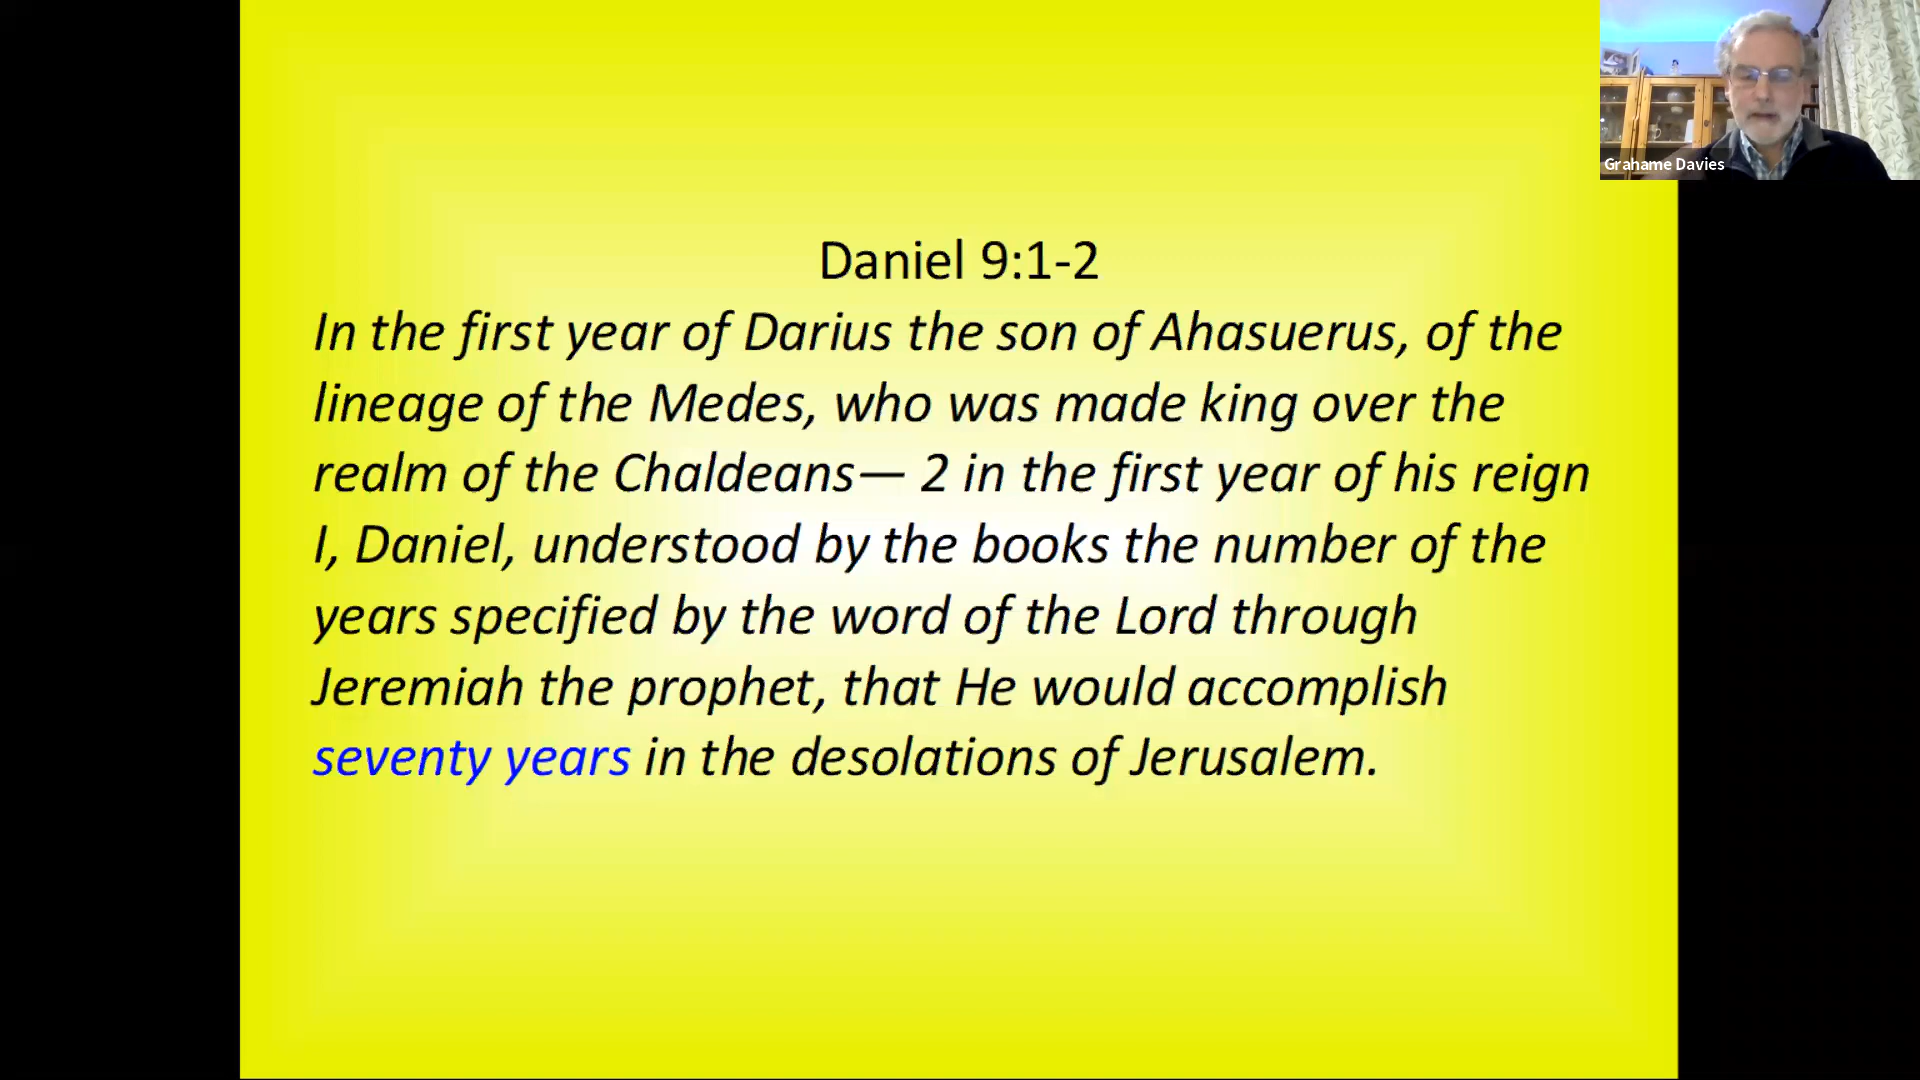 Daniel 9:1-2
In the first year of Darius the son of Ahasuerus, of the
lineage of the Medes, who was made king over the
realm of the Chaldeans— 2 in the first year of his reign
I, Daniel, understood by the books the number of the
years specified by the word of the Lord through
Jeremiah the prophet, that He would accomplish
seventy years in the desolations of Jerusalem.
Grahame Davies